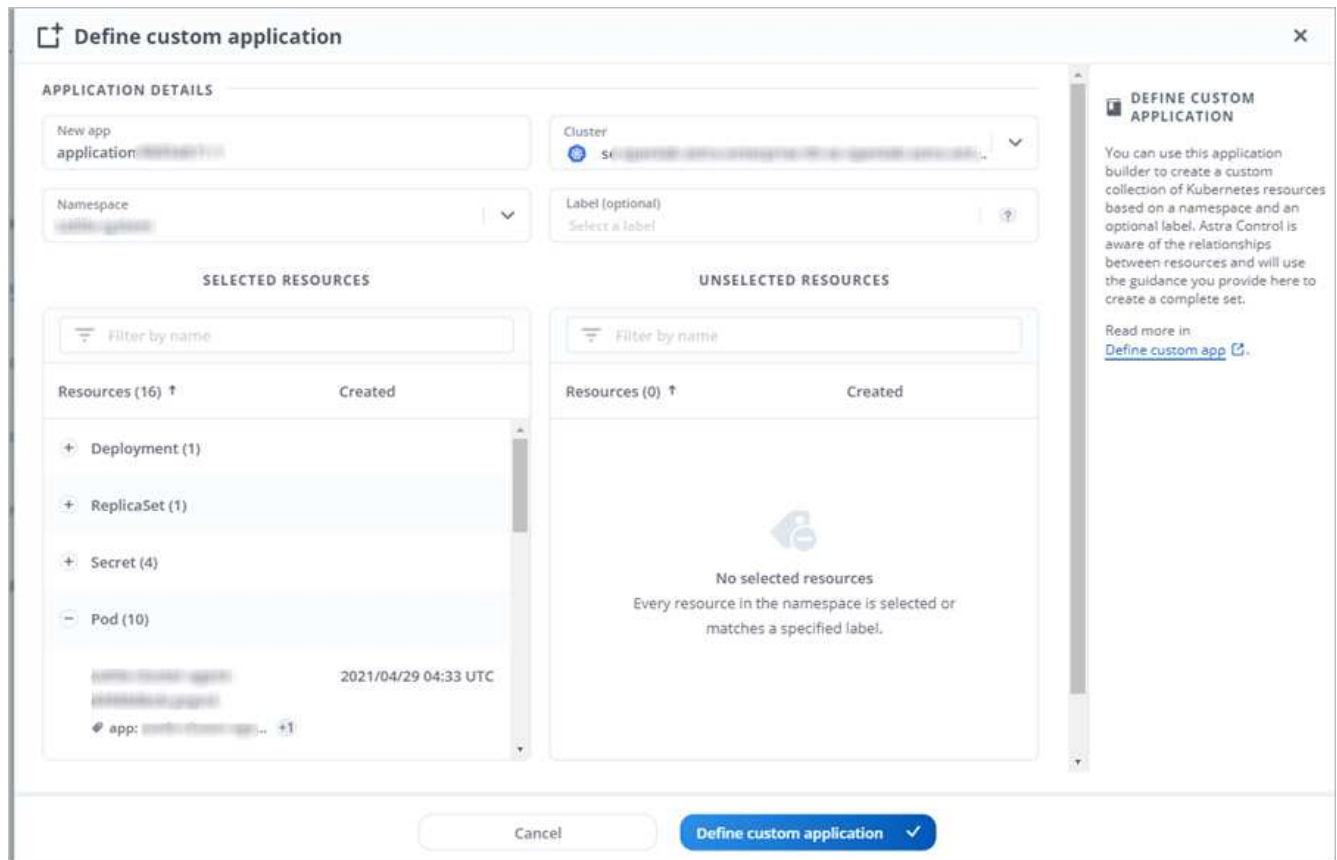 Define custom application
APPLICATION DETAILS
New app
application
Cluster
Namespace
Label (optional)
Select a label
?
SELECTED RESOURCES
UNSELECTED RESOURCES
Filter by name
Filter by name
Resources (16) ↑ Created
Resources (0) ↑ Created
+ Deployment (1)
+ ReplicaSet (1)
+ Secret (4)
− Pod (10)
2021/04/29 04:33 UTC
app: ... +1
No selected resources
Every resource in the namespace is selected or
matches a specified label.
DEFINE CUSTOM
APPLICATION
You can use this application
builder to create a custom
collection of Kubernetes resources
based on a namespace and an
optional label. Astra Control is
aware of the relationships
between resources and will use
the guidance you provide here to
create a complete set.
Read more in
Define custom app.
Cancel
Define custom application